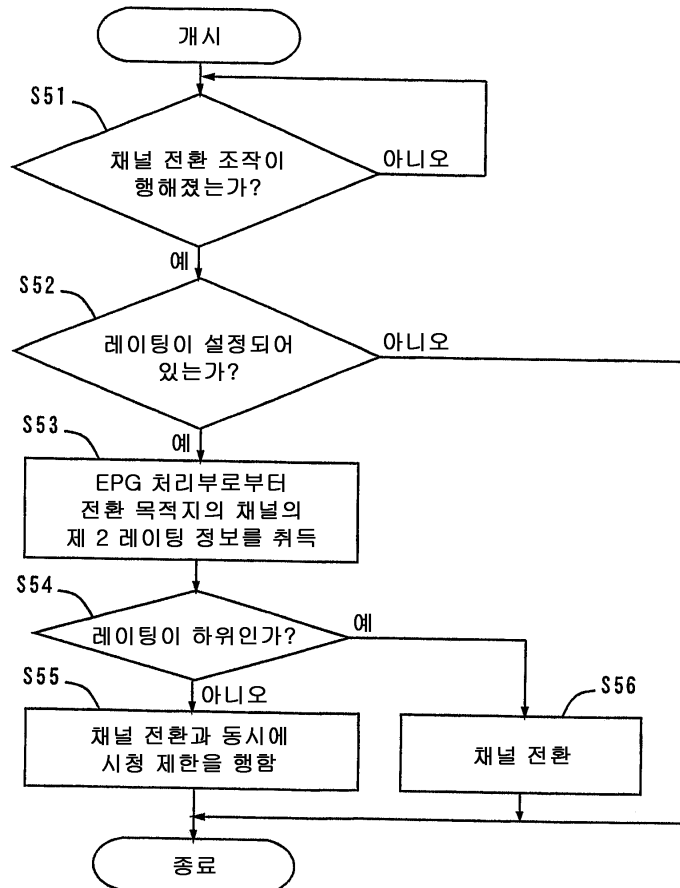 개시
S51
채널 전환 조작이
행해졌는가?
아니오
예
S52
레이팅이 설정되어
있는가?
아니오
예
S53
EPG 처리부로부터
전환 목적지의 채널의
제 2 레이팅 정보를 취득
S54
레이팅이 하위인가?
예
아니오
S55
채널 전환과 동시에
시청 제한을 행함
S56
채널 전환
종료